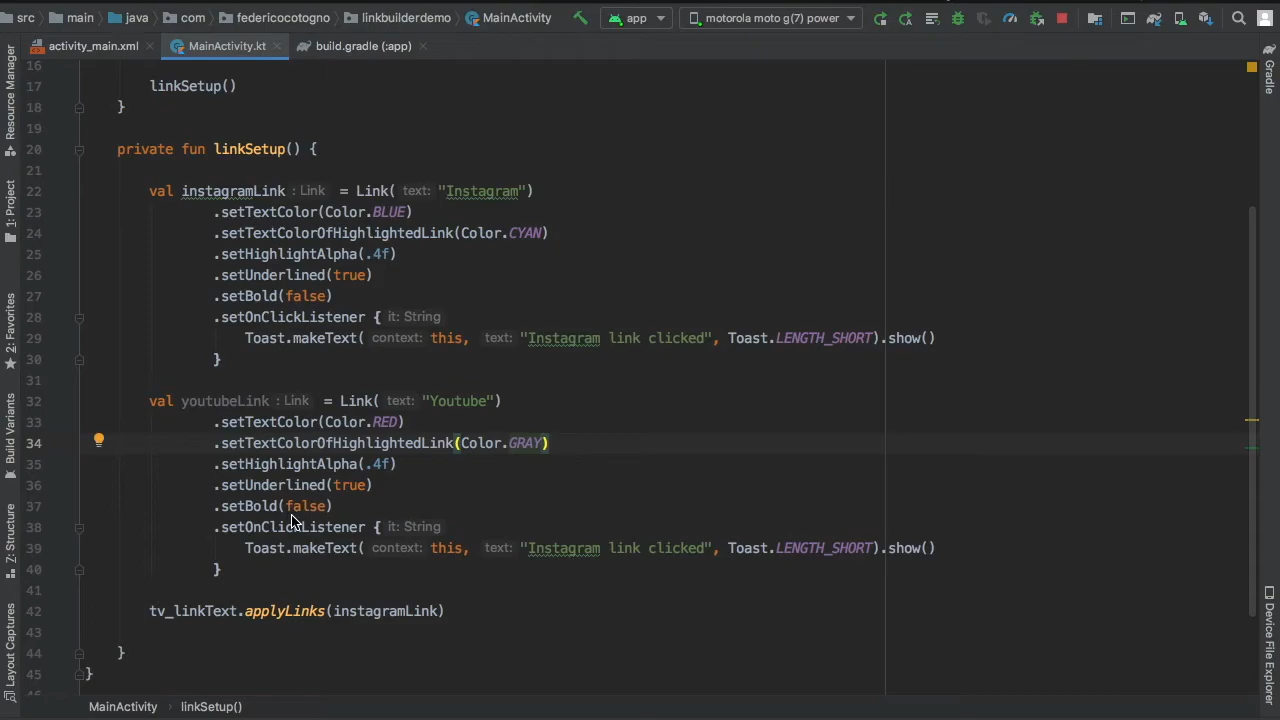 src main java com federicocotogno linkbuilderdemo MainActivity app motorola moto g(7) power
activity_main.xml MainActivity.kt build.gradle (:app)
Resource Manager
1: Project
2: Favorites
Build Variants
7: Structure
Layout Captures
Gradle
Device File Explorer
16
17 linkSetup()
18 }
19
20 private fun linkSetup() {
21
22 val instagramLink : Link = Link( text: "Instagram")
23 .setTextColor(Color.BLUE)
24 .setTextColorOfHighlightedLink(Color.CYAN)
25 .setHighlightAlpha(.4f)
26 .setUnderlined(true)
27 .setBold(false)
28 .setOnClickListener { it: String
29 Toast.makeText( context: this, text: "Instagram link clicked", Toast.LENGTH_SHORT).show()
30 }
31
32 val youtubeLink : Link = Link( text: "Youtube")
33 .setTextColor(Color.RED)
34 .setTextColorOfHighlightedLink(Color.GRAY)
35 .setHighlightAlpha(.4f)
36 .setUnderlined(true)
37 .setBold(false)
38 .setOnClickListener { it: String
39 Toast.makeText( context: this, text: "Instagram link clicked", Toast.LENGTH_SHORT).show()
40 }
41
42 tv_linkText.applyLinks(instagramLink)
43
44 }
45 }
MainActivity › linkSetup()